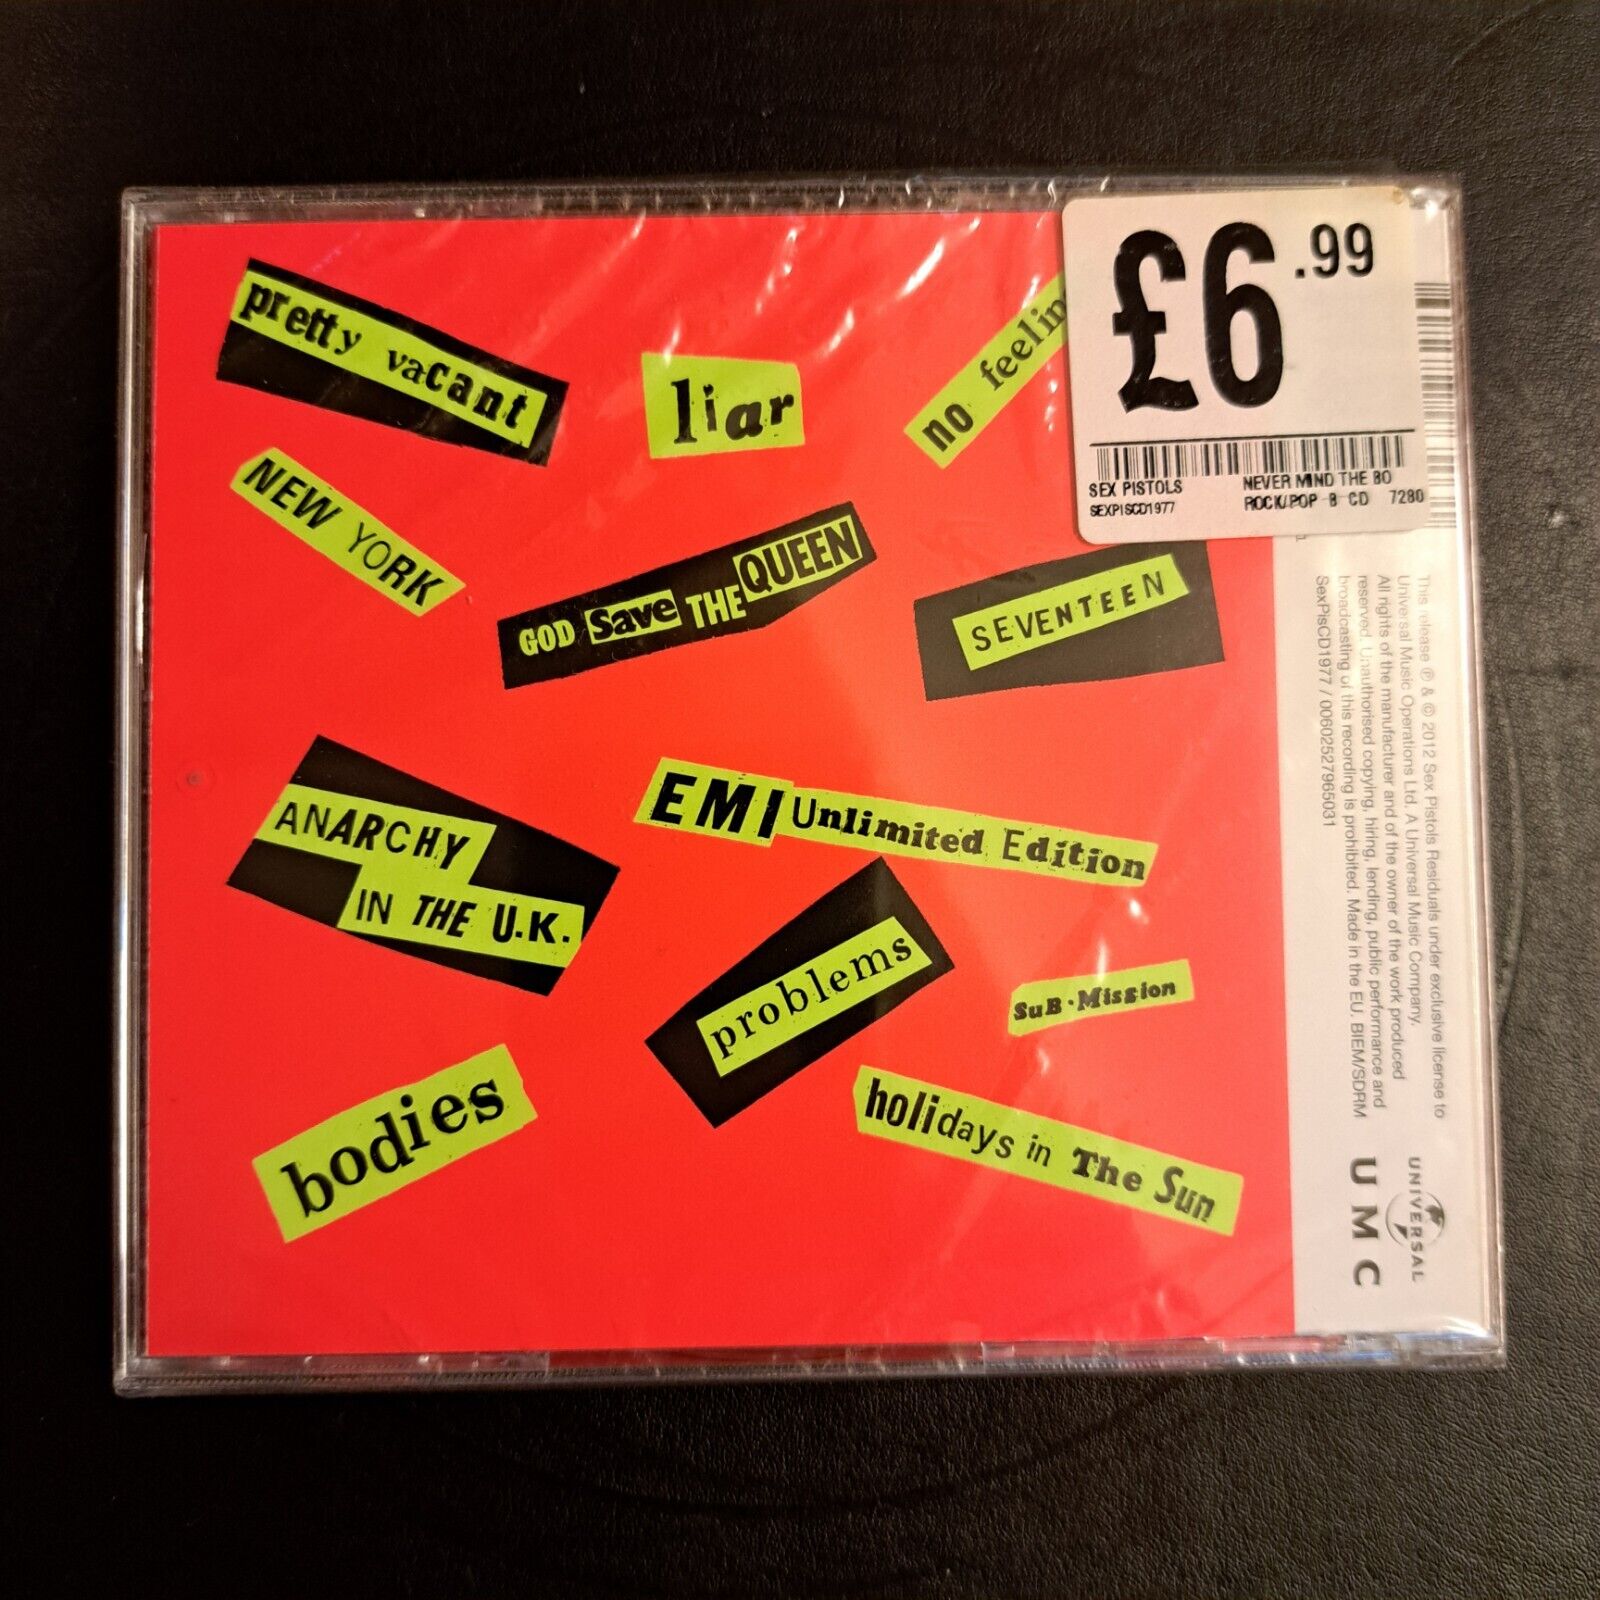 pretty vacant
liar
no feelin
NEW YORK
GOD Save THE QUEEN
SEVENTEEN
ANARCHY
IN THE U.K.
EMI Unlimited Edition
problems
SuB·Mission
bodies
holidays in The Sun
£6.99
SEX PISTOLS NEVER MIND THE BO
SEXPISCD1977 ROCK/POP B CD 7280
This release ℗ & © 2012 Sex Pistols Residuals under exclusive license to
Universal Music Operations Ltd. A Universal Music Company.
All rights of the manufacturer and of the owner of the work produced
reserved. Unauthorised copying, hiring, lending, public performance and
broadcasting of this recording is prohibited. Made in the EU. BIEM/SDRM
SexPisCD1977 / 00602527965031
UNIVERSAL
UMC